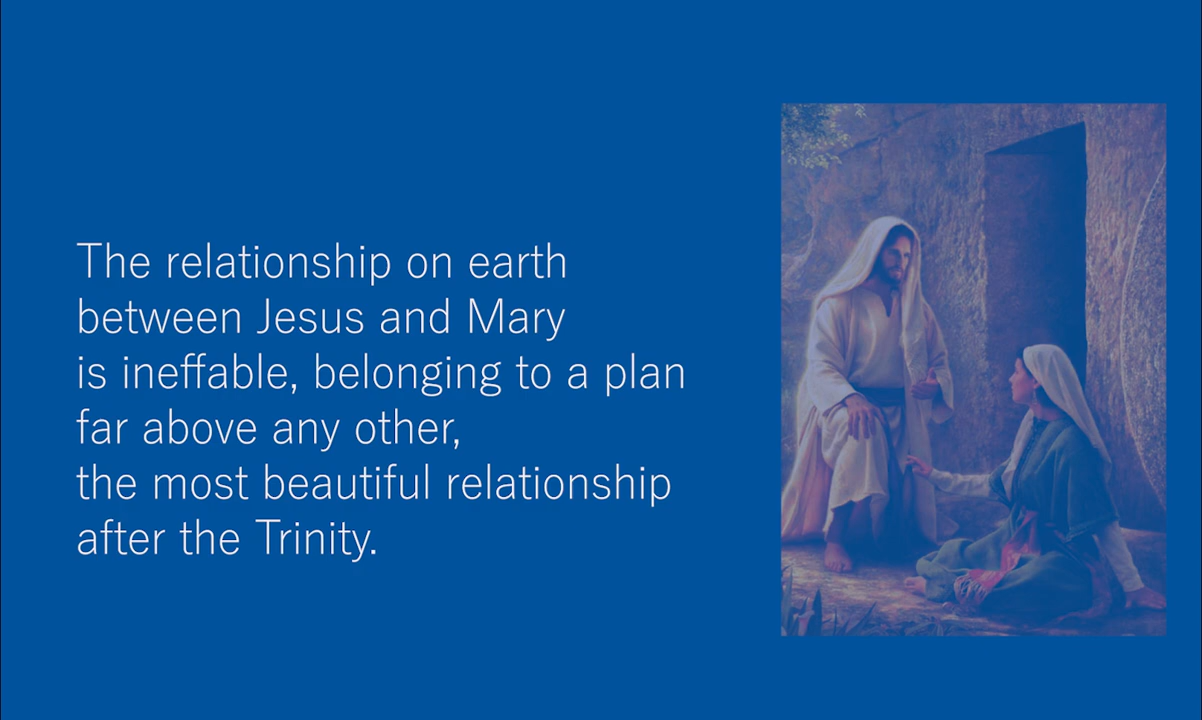 The relationship on earth
between Jesus and Mary
is ineffable, belonging to a plan
far above any other,
the most beautiful relationship
after the Trinity.